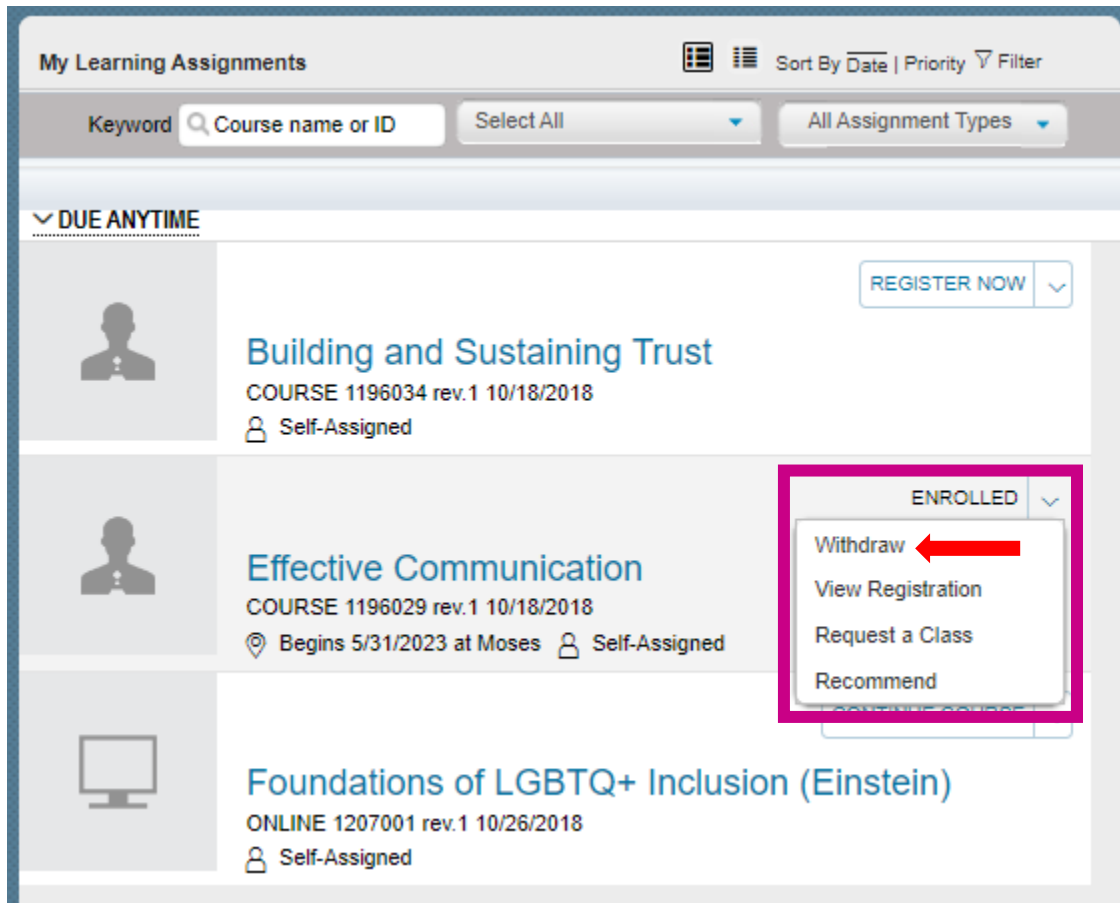 My Learning Assignments
Sort By Date | Priority Filter
Keyword Course name or ID Select All All Assignment Types
DUE ANYTIME
REGISTER NOW
Building and Sustaining Trust
COURSE 1196034 rev.1 10/18/2018
Self-Assigned
ENROLLED
Withdraw
View Registration
Request a Class
Recommend
Effective Communication
COURSE 1196029 rev.1 10/18/2018
Begins 5/31/2023 at Moses Self-Assigned
CONTINUE COURSE
Foundations of LGBTQ+ Inclusion (Einstein)
ONLINE 1207001 rev.1 10/26/2018
Self-Assigned